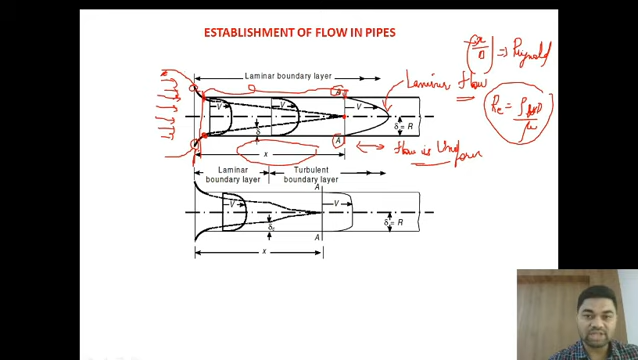 ESTABLISHMENT OF FLOW IN PIPES
x/D => Reynold
Laminar boundary layer
Laminar Flow
V
V
V
δ
δ = R
Re = ρVD/μ
A
A
x
Flow is Uniform
Laminar boundary layer
Turbulent boundary layer
A
V
V
δ
δ = R
A
x